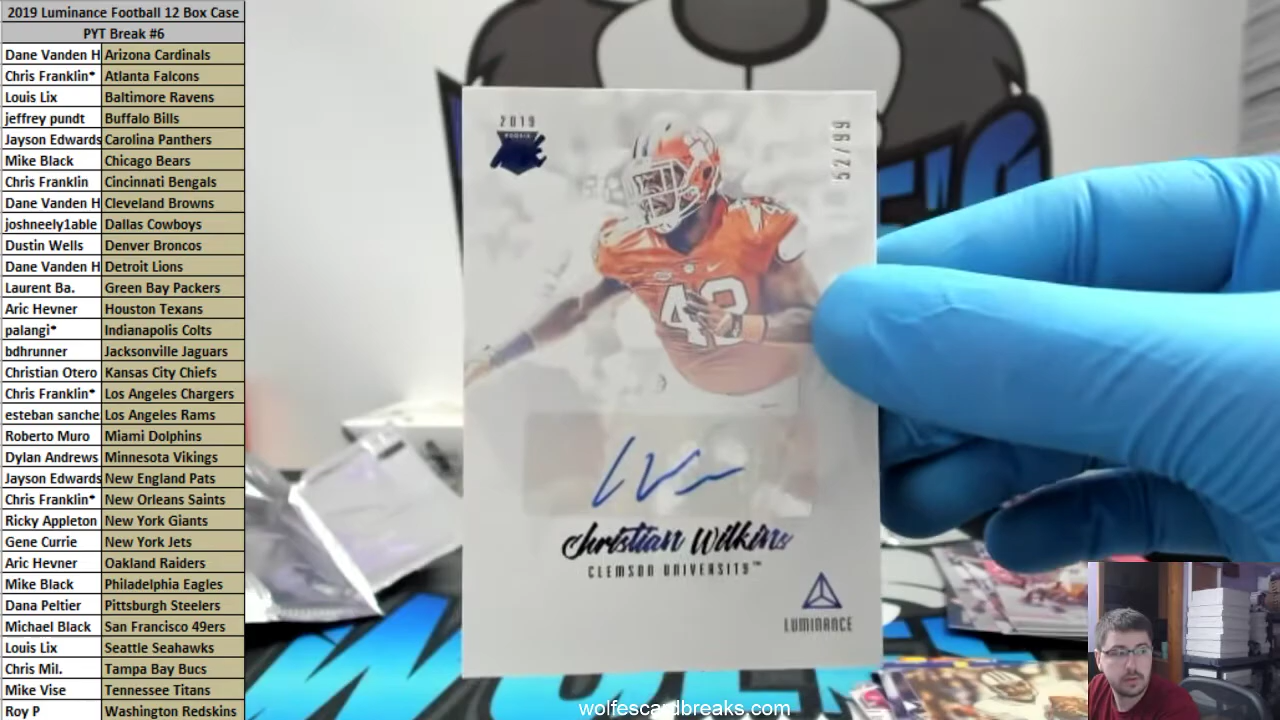 2019 Luminance Football 12 Box Case
PYT Break #6
Dane Vanden H Arizona Cardinals
Chris Franklin* Atlanta Falcons
Louis Lix Baltimore Ravens
jeffrey pundt Buffalo Bills
Jayson Edwards Carolina Panthers
Mike Black Chicago Bears
Chris Franklin Cincinnati Bengals
Dane Vanden H Cleveland Browns
joshneely1able Dallas Cowboys
Dustin Wells Denver Broncos
Dane Vanden H Detroit Lions
Laurent Ba. Green Bay Packers
Aric Hevner Houston Texans
palangi* Indianapolis Colts
bdhrunner Jacksonville Jaguars
Christian Otero Kansas City Chiefs
Chris Franklin* Los Angeles Chargers
esteban sanche Los Angeles Rams
Roberto Muro Miami Dolphins
Dylan Andrews Minnesota Vikings
Jayson Edwards New England Pats
Chris Franklin* New Orleans Saints
Ricky Appleton New York Giants
Gene Currie New York Jets
Aric Hevner Oakland Raiders
Mike Black Philadelphia Eagles
Dana Peltier Pittsburgh Steelers
Michael Black San Francisco 49ers
Louis Lix Seattle Seahawks
Chris Mil. Tampa Bay Bucs
Mike Vise Tennessee Titans
Roy P Washington Redskins
2019
52/99
Christian Wilkins
CLEMSON UNIVERSITY™
LUMINANCE
wolfescardbreaks.com